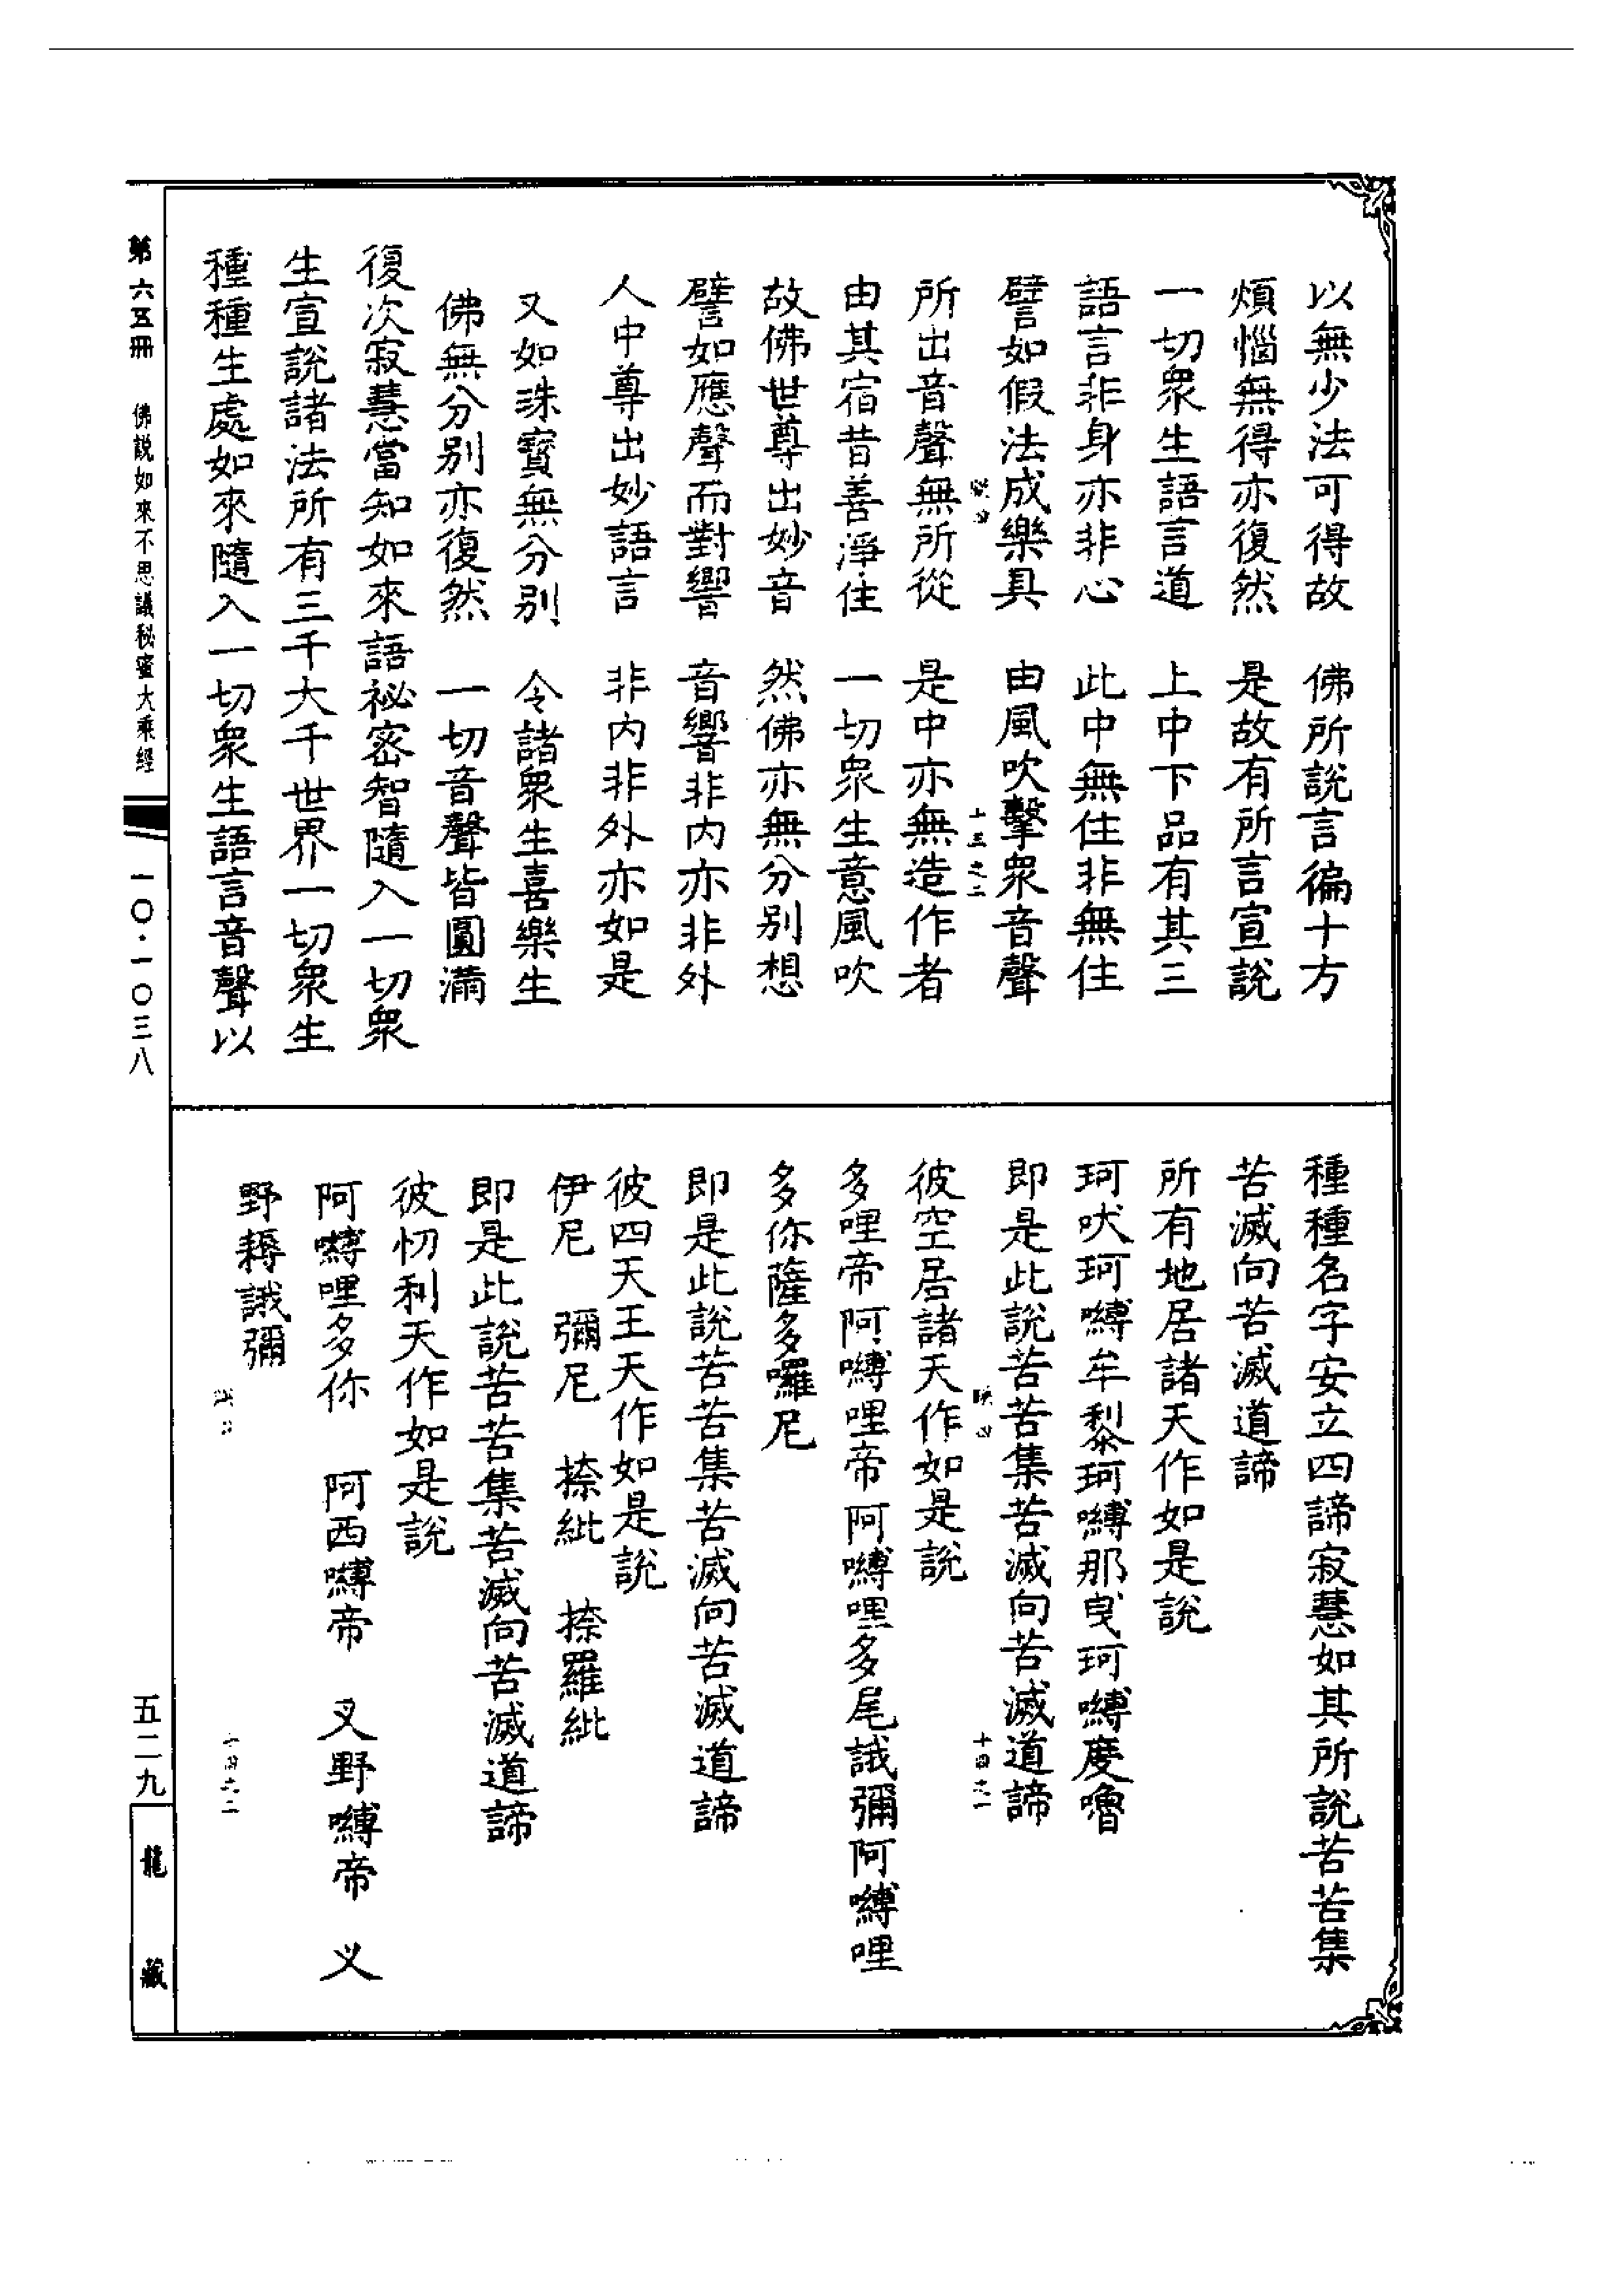 以無少法可得故　佛所說言徧十方
煩惱無得亦復然　是故有所言宣說
一切衆生語言道　上中下品有其三
語言非身亦非心　此中無住非無住
譬如假法成樂具　由風吹擊衆音聲
十三之二
所出音聲無所從　是中亦無造作者
由其宿昔善淨住　一切衆生意風吹
故佛世尊出妙音　然佛亦無分别想
譬如應聲而對響　音響非内亦非外
人中尊出妙語言　非内非外亦如是
又如珠寶無分别　令諸衆生喜樂生
佛無分别亦復然　一切音聲皆圓滿
復次寂慧當知如來語祕密智隨入一切衆
生宣說諸法所有三千大千世界一切衆生
種種生處如來隨入一切衆生語言音聲以
種種名字安立四諦寂慧如其所說苦苦集
苦滅向苦滅道諦
所有地居諸天作如是說
珂吠珂嚩牟黎珂嚩那曳珂嚩度嚕
即是此說苦苦集苦滅向苦滅道諦
十四之一
彼空居諸天作如是說
多哩帝阿嚩哩帝阿嚩哩多尾誐彌阿嚩哩
多你薩多囉尼
即是此說苦苦集苦滅向苦滅道諦
彼四天王天作如是說
伊尼　彌尼　捺紕　捺羅紕
即是此說苦苦集苦滅向苦滅道諦
彼忉利天作如是說
阿嚩哩多你　阿西嚩帝　叉野嚩帝　叉
野耨誐彌
十四之二
第六五冊　佛説如來不思議秘蜜大乘經
一〇·一〇三八
五二九
龍藏